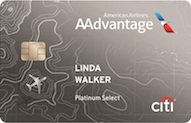 American Airlines
AAdvantage
LINDA
WALKER
Platinum Select
citi